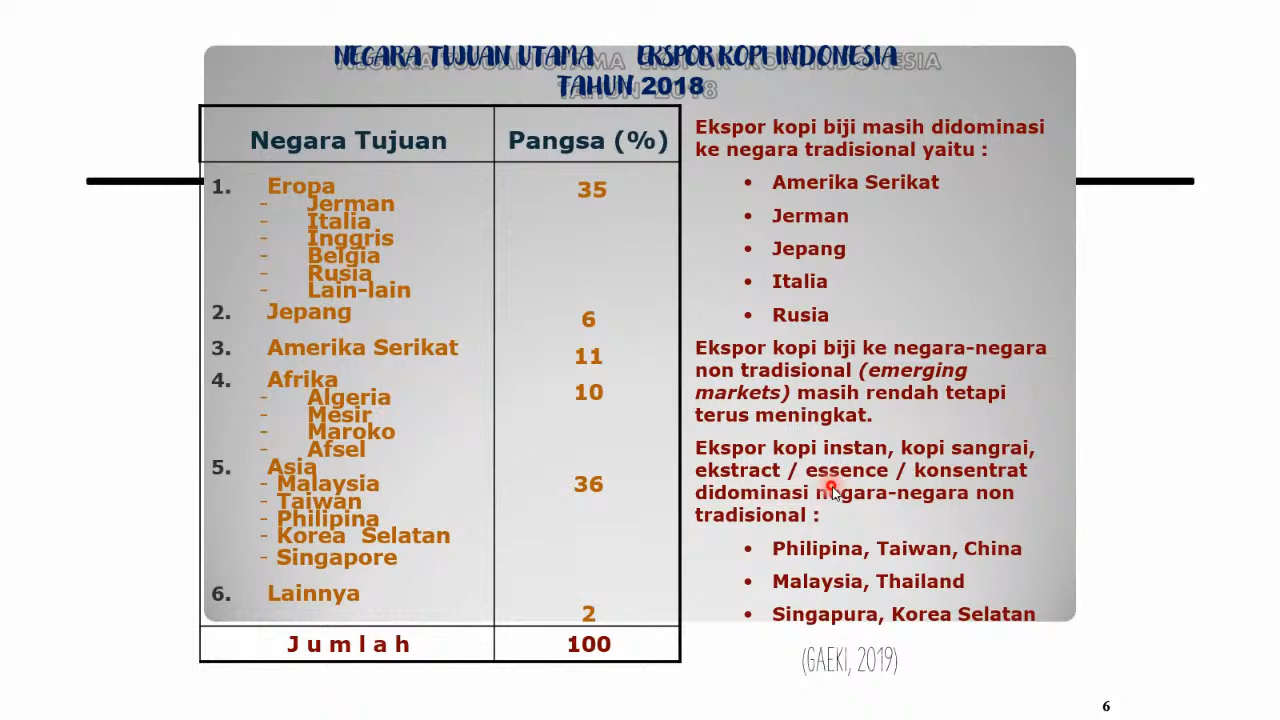 NEGARA TUJUAN UTAMA EKSPOR KOPI INDONESIA
TAHUN 2018
Negara Tujuan Pangsa (%)
1. Eropa 35
- Jerman
- Italia
- Inggris
- Belgia
- Rusia
- Lain-lain
2. Jepang 6
3. Amerika Serikat 11
4. Afrika 10
- Algeria
- Mesir
- Maroko
- Afsel
5. Asia 36
- Malaysia
- Taiwan
- Philipina
- Korea Selatan
- Singapore
6. Lainnya 2
J u m l a h 100
Ekspor kopi biji masih didominasi
ke negara tradisional yaitu :
• Amerika Serikat
• Jerman
• Jepang
• Italia
• Rusia
Ekspor kopi biji ke negara-negara
non tradisional (emerging
markets) masih rendah tetapi
terus meningkat.
Ekspor kopi instan, kopi sangrai,
ekstract / essence / konsentrat
didominasi negara-negara non
tradisional :
• Philipina, Taiwan, China
• Malaysia, Thailand
• Singapura, Korea Selatan
(GAEKI, 2019)
6